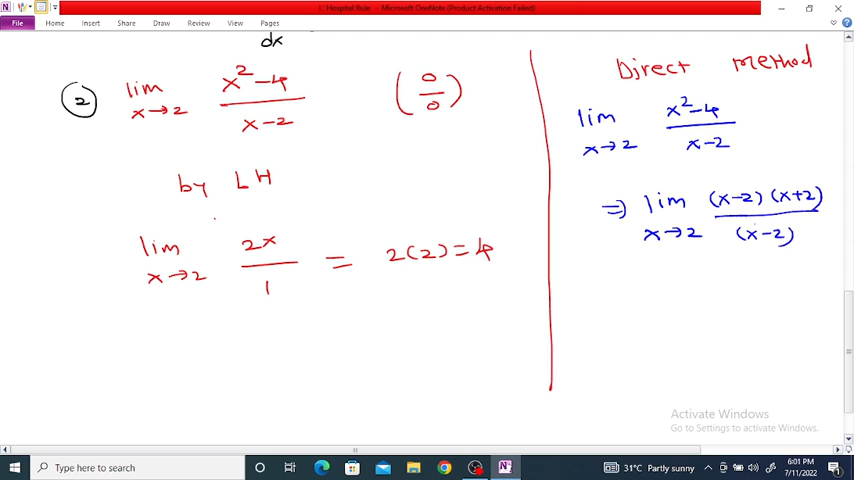 L' Hospital Rule - Microsoft OneNote (Product Activation Failed)
File Home Insert Share Draw Review View Pages
dx
2 lim x→2 x²-4 / x-2 (0/0)
by LH
lim x→2 2x / 1 = 2(2)=4
Direct method
lim x→2 x²-4 / x-2
⇒ lim x→2 (x-2)(x+2) / (x-2)
Activate Windows
Go to Settings to activate Windows.
Type here to search
31°C Partly sunny
6:01 PM
7/11/2022